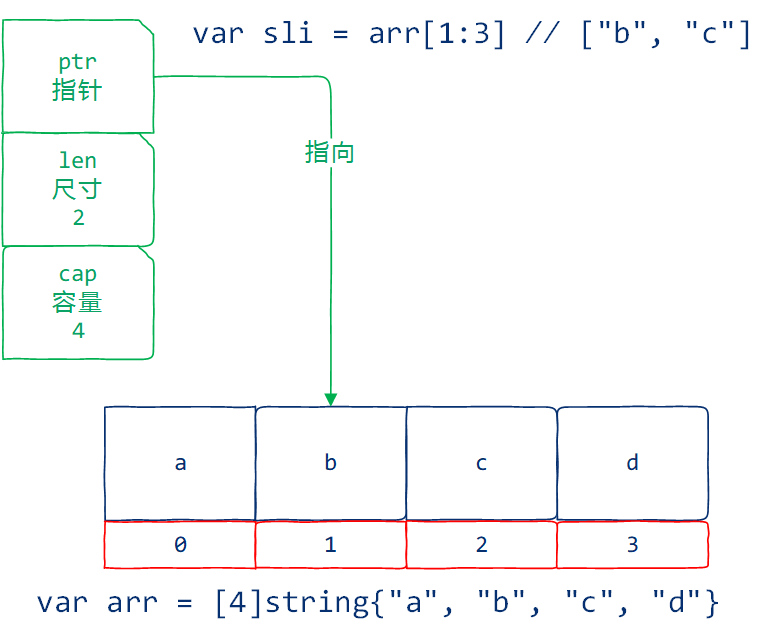 var sli = arr[1:3] // ["b", "c"]
ptr
指针
指向
len
尺寸
2
cap
容量
4
a b c d
0 1 2 3
var arr = [4]string{"a", "b", "c", "d"}